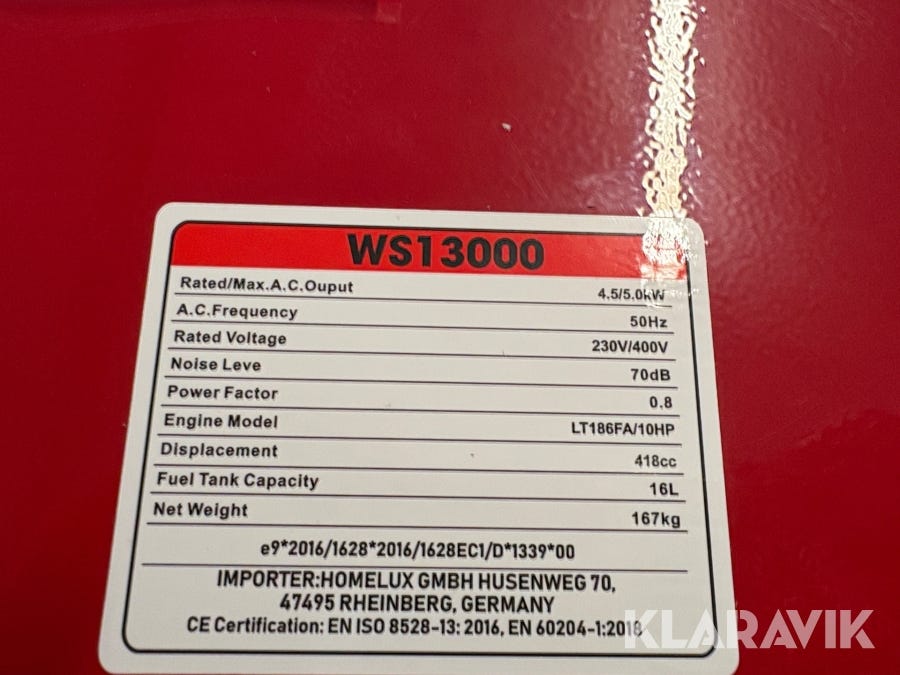 WS13000
Rated/Max.A.C.Ouput 4.5/5.0kW
A.C.Frequency 50Hz
Rated Voltage 230V/400V
Noise Leve 70dB
Power Factor 0.8
Engine Model LT186FA/10HP
Displacement 418cc
Fuel Tank Capacity 16L
Net Weight 167kg
e9*2016/1628*2016/1628EC1/D*1339*00
IMPORTER:HOMELUX GMBH HUSENWEG 70,
47495 RHEINBERG, GERMANY
CE Certification: EN ISO 8528-13: 2016, EN 60204-1:2018
KLARAVIK